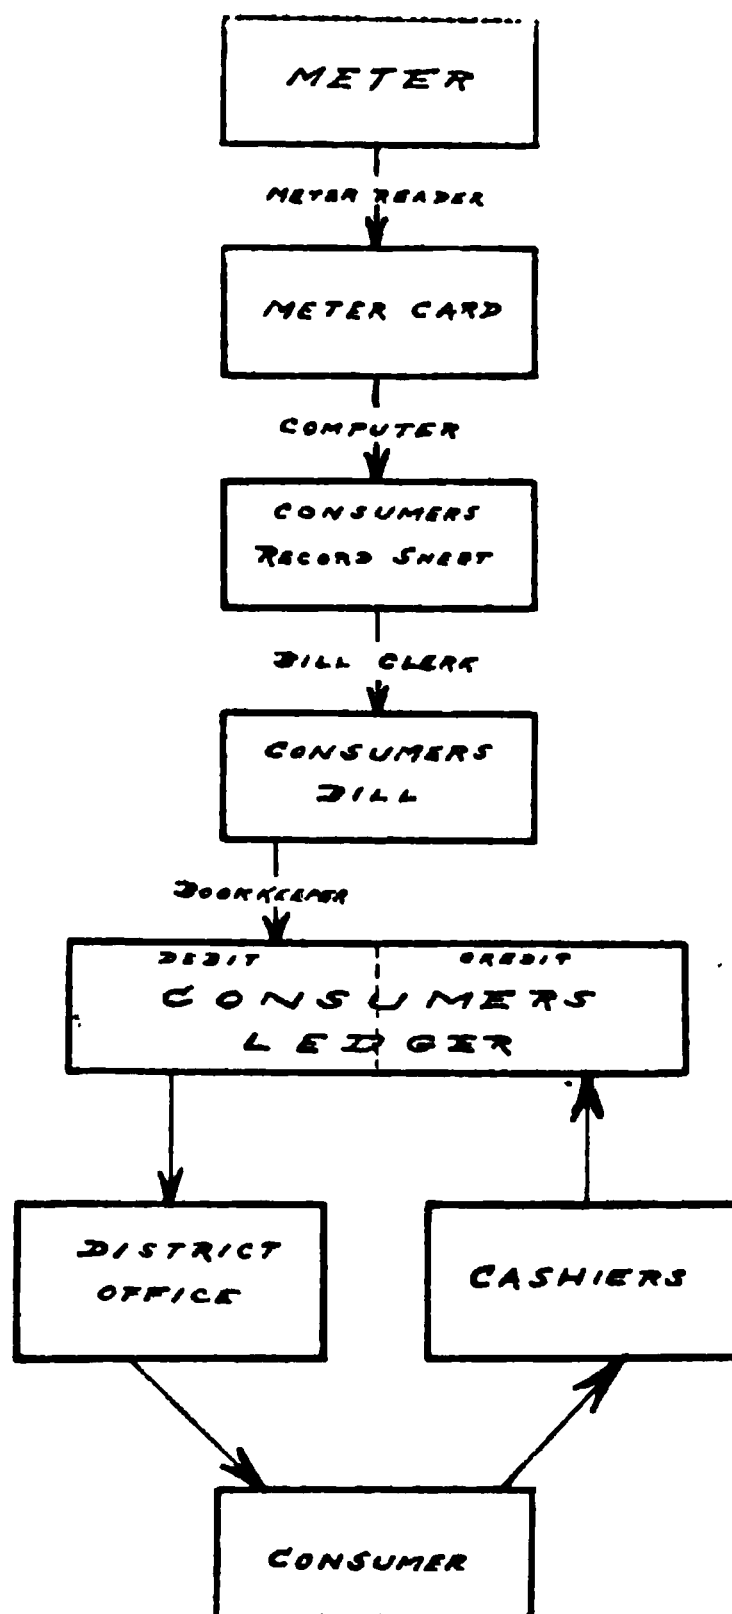 METER
METER READER
METER CARD
COMPUTER
CONSUMERS
RECORD SHEET
BILL CLERK
CONSUMERS
BILL
BOOKKEEPER
DEBIT CREDIT
CONSUMERS
LEDGER
DISTRICT
OFFICE
CASHIERS
CONSUMER